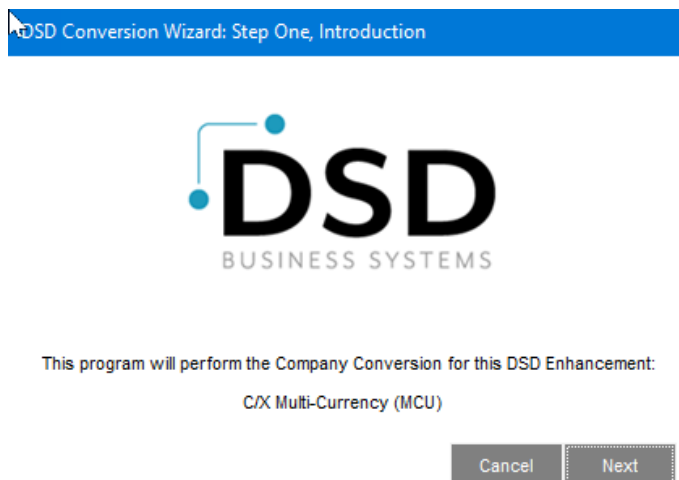 DSD Conversion Wizard: Step One, Introduction
DSD
BUSINESS SYSTEMS
This program will perform the Company Conversion for this DSD Enhancement:
C/X Multi-Currency (MCU)
Cancel Next